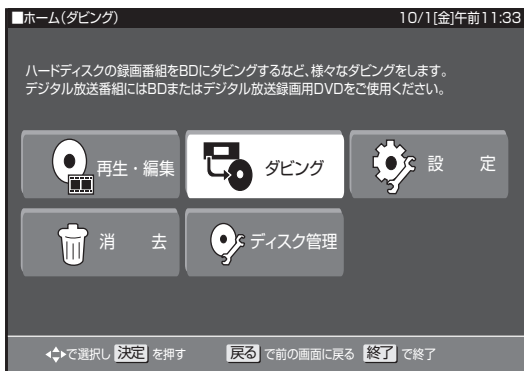 ■ホーム(ダビング) 10/1[金]午前11:33
ハードディスクの録画番組をBDにダビングするなど、様々なダビングをします。
デジタル放送番組にはBDまたはデジタル放送録画用DVDをご使用ください。
再生・編集 ダビング 設 定
消 去 ディスク管理
で選択し 決定 を押す 戻る で前の画面に戻る 終了 で終了